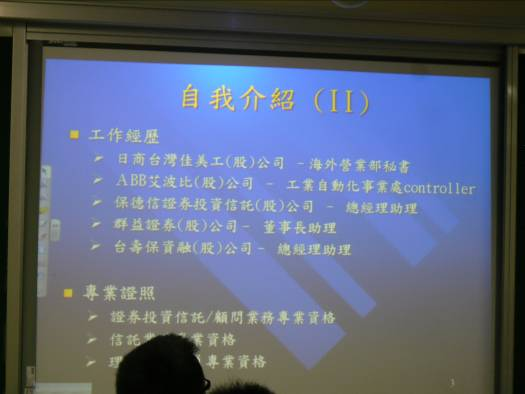 自我介紹 (II)
工作經歷
日商台灣佳美工(股)公司 -海外營業部秘書
ABB艾波比(股)公司 - 工業自動化事業處controller
保德信證券投資信託(股)公司 - 總經理助理
群益證券(股)公司- 董事長助理
台壽保資融(股)公司- 總經理助理
專業證照
證券投資信託/顧問業務專業資格
信託業 專業資格
理 專業資格
3